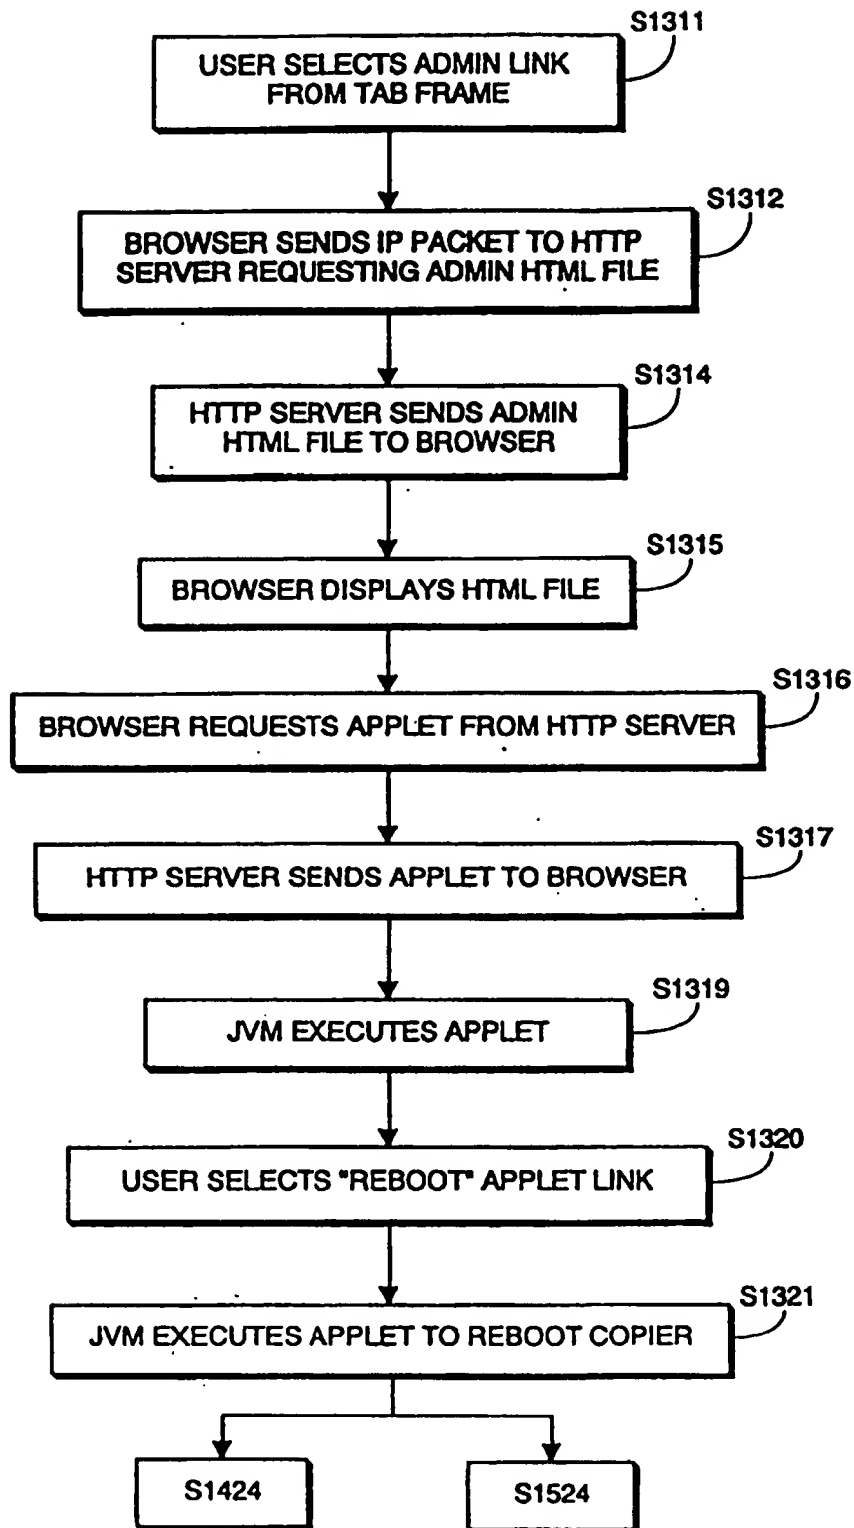 S1311
USER SELECTS ADMIN LINK
FROM TAB FRAME
S1312
BROWSER SENDS IP PACKET TO HTTP
SERVER REQUESTING ADMIN HTML FILE
S1314
HTTP SERVER SENDS ADMIN
HTML FILE TO BROWSER
S1315
BROWSER DISPLAYS HTML FILE
S1316
BROWSER REQUESTS APPLET FROM HTTP SERVER
S1317
HTTP SERVER SENDS APPLET TO BROWSER
S1319
JVM EXECUTES APPLET
S1320
USER SELECTS "REBOOT" APPLET LINK
S1321
JVM EXECUTES APPLET TO REBOOT COPIER
S1424
S1524